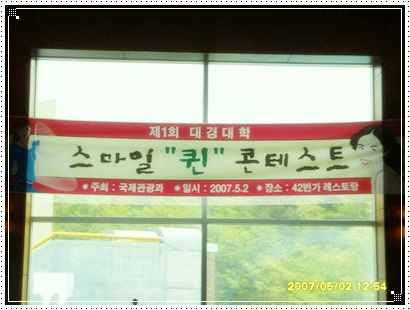 제1회 대경대학
스마일 "퀸" 콘테스트
※ 주최 : 국제관광과 ※ 일시 : 2007.5.2 ※ 장소 : 42번가 레스토랑
2007/05/02 12:54